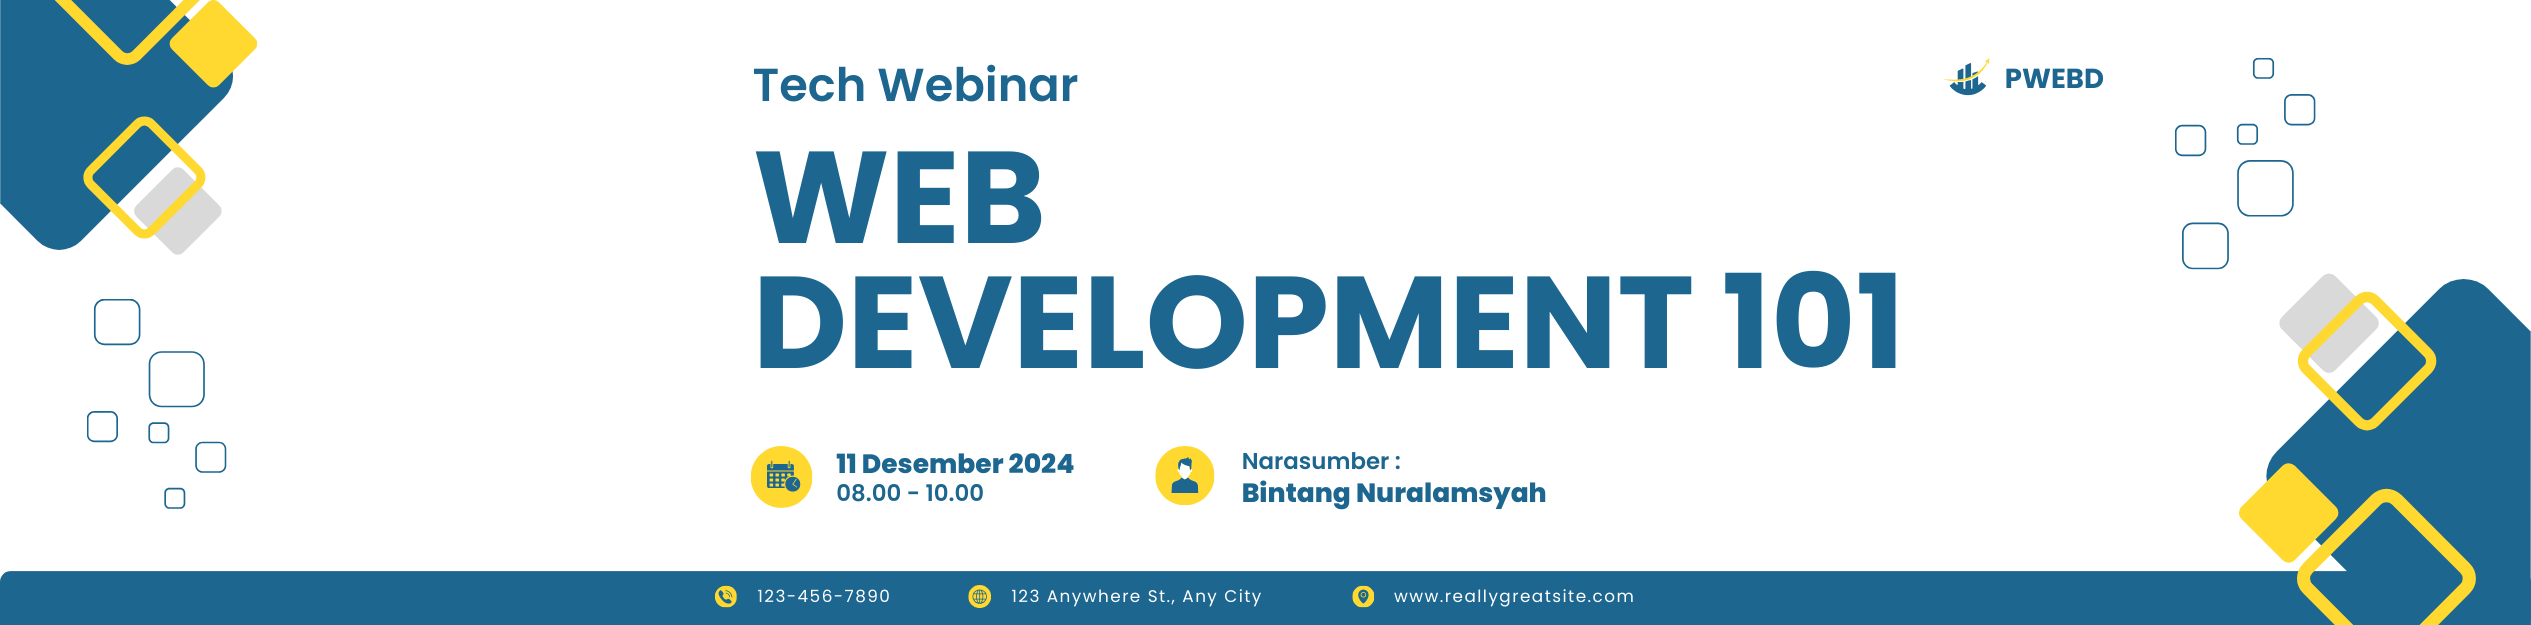 Tech Webinar
PWEBD
WEB
DEVELOPMENT 101
11 Desember 2024
08.00 - 10.00
Narasumber :
Bintang Nuralamsyah
123-456-7890
123 Anywhere St., Any City
www.reallygreatsite.com